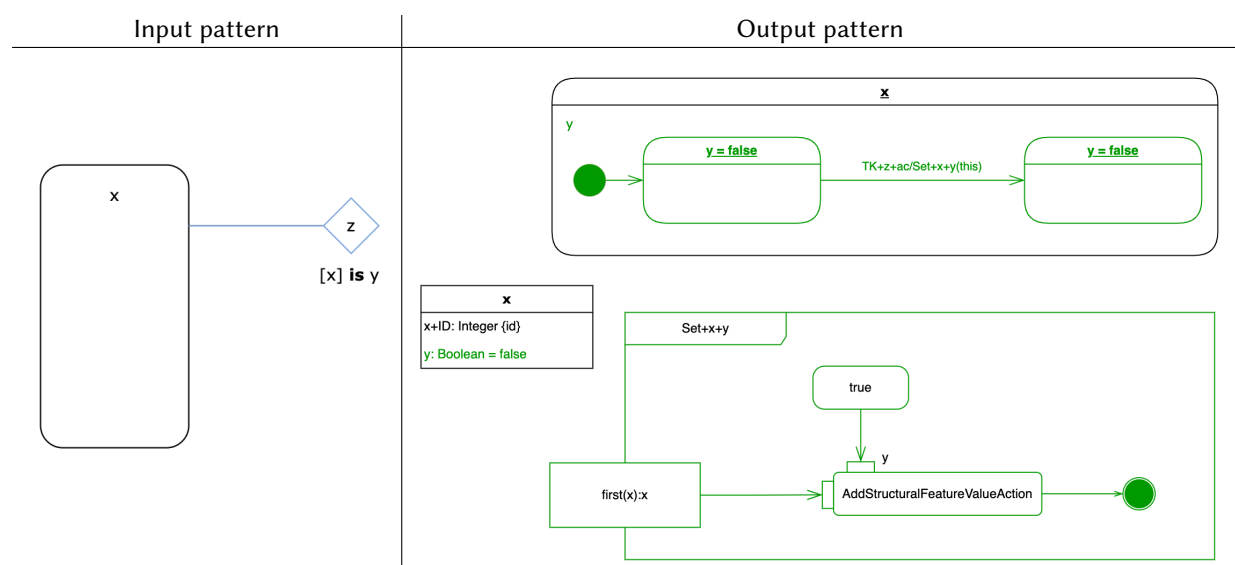 Input pattern
Output pattern
x
z
[x] is y
x
y
y = false
TK+z+ac/Set+x+y(this)
y = false
x
x+ID: Integer {id}
y: Boolean = false
Set+x+y
true
y
first(x):x
AddStructuralFeatureValueAction